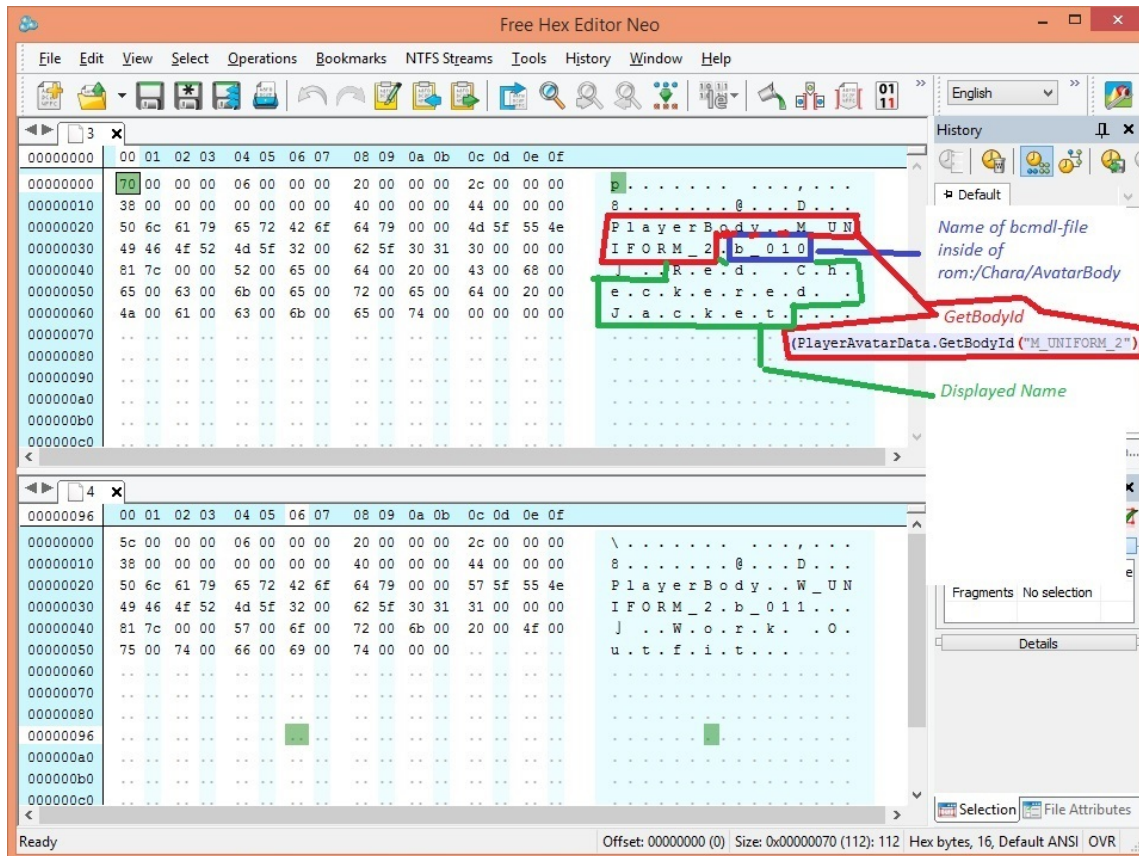 Free Hex Editor Neo
File Edit View Select Operations Bookmarks NTFS Streams Tools History Window Help
English
3
History
00000000 00 01 02 03 04 05 06 07 08 09 0a 0b 0c 0d 0e 0f
Default
00000000 70 00 00 00 06 00 00 00 20 00 00 00 2c 00 00 00 p...........,...
00000010 38 00 00 00 00 00 00 00 40 00 00 00 44 00 00 00 8.......@...D...
00000020 50 6c 61 79 65 72 42 6f 64 79 00 00 4d 5f 55 4e PlayerBody..M_UN
00000030 49 46 4f 52 4d 5f 32 00 62 5f 30 31 30 00 00 00 IFORM_2.b_010
00000040 81 7c 00 00 52 00 65 00 64 00 20 00 43 00 68 00 ]..R.e.d. .C.h.
00000050 65 00 63 00 6b 00 65 00 72 00 65 00 64 00 20 00 e.c.k.e.r.e.d. .
00000060 4a 00 61 00 63 00 6b 00 65 00 74 00 00 00 00 00 J.a.c.k.e.t.....
00000070
00000080
00000090
000000a0
000000b0
000000c0
Name of bcmdl-file
inside of
rom:/Chara/AvatarBody
GetBodyId
(PlayerAvatarData.GetBodyId("M_UNIFORM_2")
Displayed Name
4
00000096 00 01 02 03 04 05 06 07 08 09 0a 0b 0c 0d 0e 0f
00000000 5c 00 00 00 06 00 00 00 20 00 00 00 2c 00 00 00 \...........,...
00000010 38 00 00 00 00 00 00 00 40 00 00 00 44 00 00 00 8.......@...D...
00000020 50 6c 61 79 65 72 42 6f 64 79 00 00 57 5f 55 4e PlayerBody..W_UN
00000030 49 46 4f 52 4d 5f 32 00 62 5f 30 31 31 00 00 00 IFORM_2.b_011...
00000040 81 7c 00 00 57 00 6f 00 72 00 6b 00 20 00 4f 00 ]..W.o.r.k. .O.
00000050 75 00 74 00 66 00 69 00 74 00 00 00 u.t.f.i.t...
00000060
00000070
00000080
00000096
000000a0
000000b0
000000c0
Fragments No selection
Details
Selection File Attributes
Ready
Offset: 00000000 (0) Size: 0x00000070 (112): 112 Hex bytes, 16, Default ANSI OVR